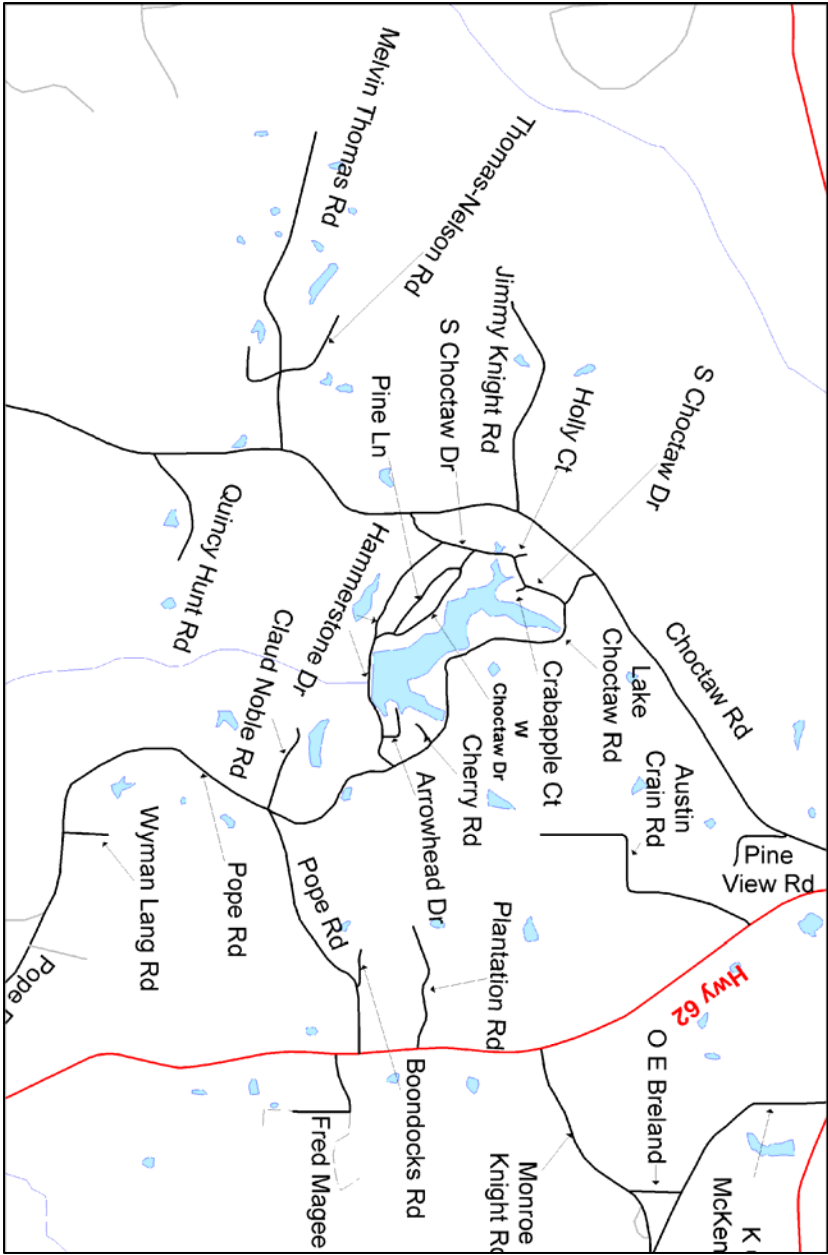 Melvin Thomas Rd
Thomas-Nelson Rd
Jimmy Knight Rd
S Choctaw Dr
Pine Ln
Holly Ct
S Choctaw Dr
Quincy Hunt Rd
Hammerstone Dr
Claud Noble Rd
Choctaw Rd
Lake
Choctaw Rd
Crabapple Ct
W
Choctaw Dr
Cherry Rd
Arrowhead Dr
Austin
Crain Rd
Pine
View Rd
Wyman Lang Rd
Pope Rd
Pope Rd
Pope
Plantation Rd
Boondocks Rd
Hwy 62
O E Breland
Fred Magee
Monroe
Knight Rd
K
McKen